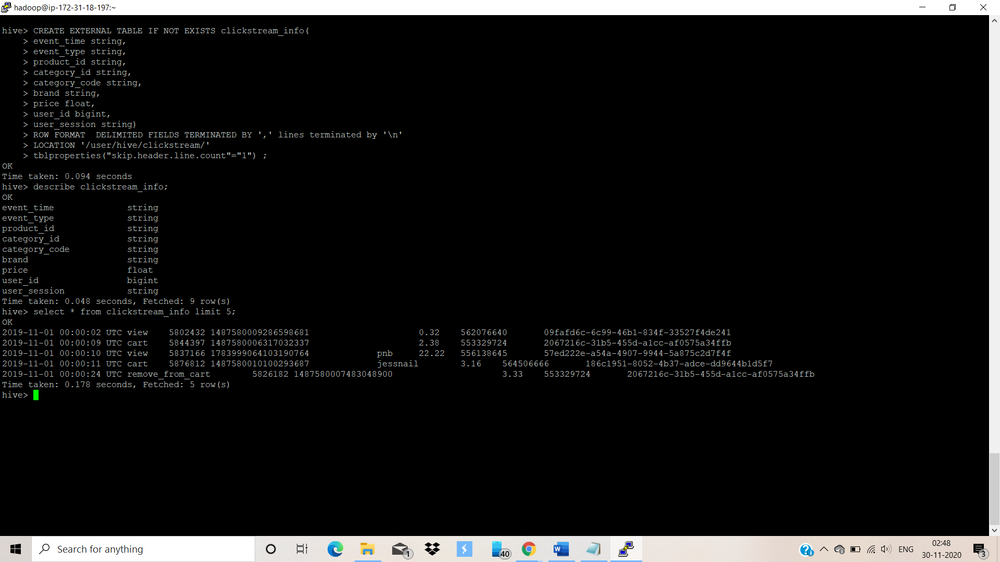 hadoop@ip-172-31-18-197:~
hive> CREATE EXTERNAL TABLE IF NOT EXISTS clickstream_info(
    > event_time string,
    > event_type string,
    > product_id string,
    > category_id string,
    > category_code string,
    > brand string,
    > price float,
    > user_id bigint,
    > user_session string)
    > ROW FORMAT  DELIMITED FIELDS TERMINATED BY ',' lines terminated by '\n'
    > LOCATION '/user/hive/clickstream/'
    > tblproperties("skip.header.line.count"="1") ;
OK
Time taken: 0.094 seconds
hive> describe clickstream_info;
OK
event_time              string
event_type              string
product_id              string
category_id             string
category_code           string
brand                   string
price                   float
user_id                 bigint
user_session            string
Time taken: 0.048 seconds, Fetched: 9 row(s)
hive> select * from clickstream_info limit 5;
OK
2019-11-01 00:00:02 UTC view    5802432 1487580009286598681                     0.32    562076640       09fafd6c-6c99-46b1-834f-33527f4de241
2019-11-01 00:00:09 UTC cart    5844397 1487580006317032337                     2.38    553329724       2067216c-31b5-455d-a1cc-af0575a34ffb
2019-11-01 00:00:10 UTC view    5837166 1783999064103190764             pnb     22.22   556138645       57ed222e-a54a-4907-9944-5a875c2d7f4f
2019-11-01 00:00:11 UTC cart    5876812 1487580010100293687             jessnail        3.16    564506666       186c1951-8052-4b37-adce-dd9644b1d5f7
2019-11-01 00:00:24 UTC remove_from_cart        5826182 1487580007483048900                     3.33    553329724       2067216c-31b5-455d-a1cc-af0575a34ffb
Time taken: 0.178 seconds, Fetched: 5 row(s)
hive>
Search for anything
1
40
W
ENG
02:48
30-11-2020
3